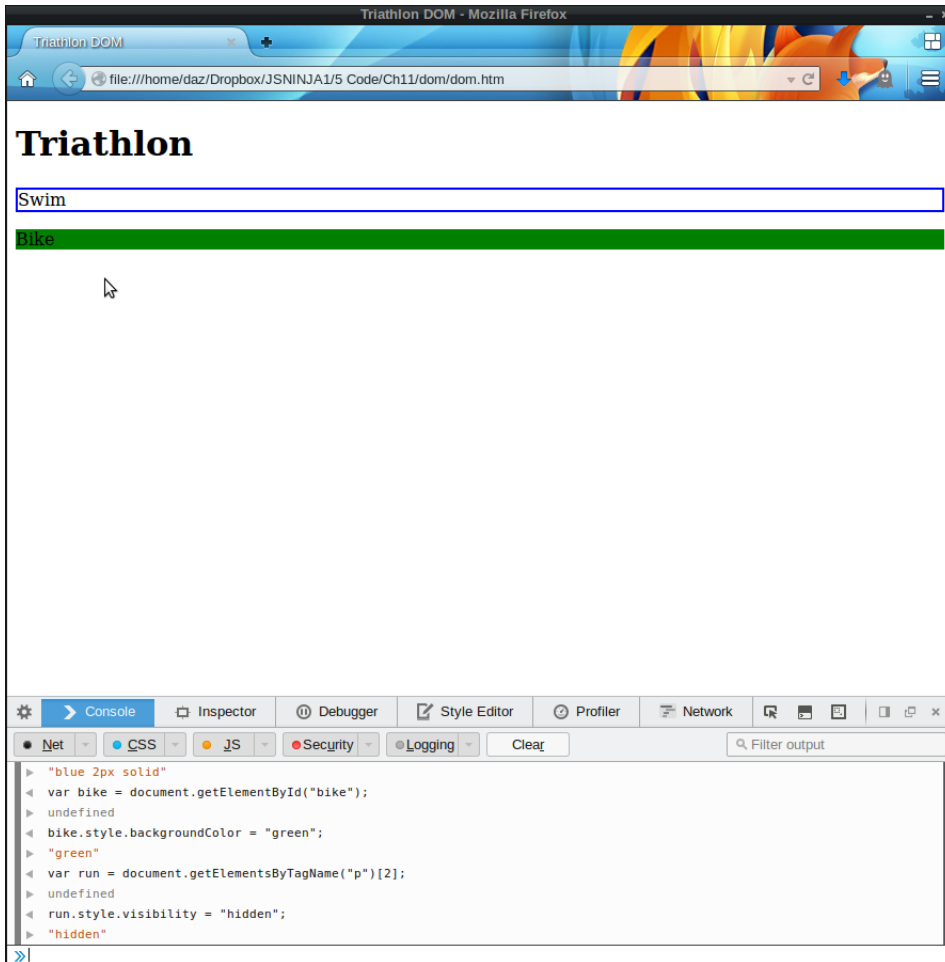 Triathlon DOM - Mozilla Firefox
Triathlon DOM
file:///home/daz/Dropbox/JSNINJA1/5 Code/Ch11/dom/dom.htm
Triathlon
Swim
Bike
Console Inspector Debugger Style Editor Profiler Network
Net CSS JS Security Logging Clear Filter output
"blue 2px solid"
var bike = document.getElementById("bike");
undefined
bike.style.backgroundColor = "green";
"green"
var run = document.getElementsByTagName("p")[2];
undefined
run.style.visibility = "hidden";
"hidden"